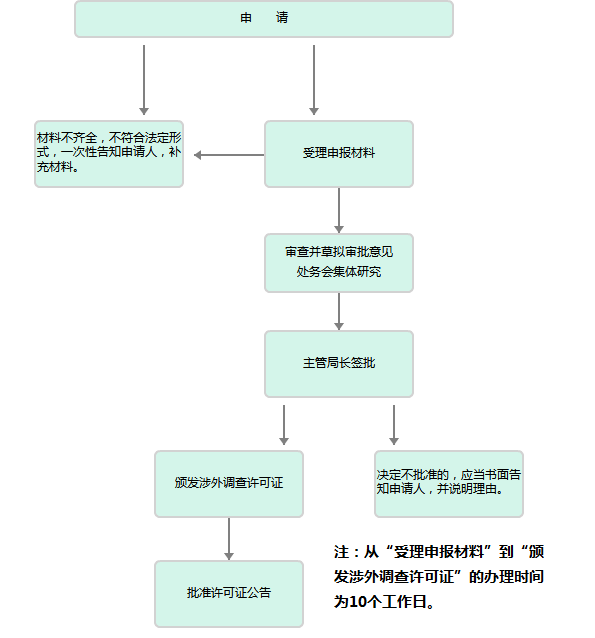 申 请
材料不齐全，不符合法定形
式，一次性告知申请人，补
充材料。
受理申报材料
审查并草拟审批意见
处务会集体研究
主管局长签批
颁发涉外调查许可证
决定不批准的，应当书面告
知申请人，并说明理由。
批准许可证公告
注：从“受理申报材料”到“颁
发涉外调查许可证”的办理时间
为10个工作日。